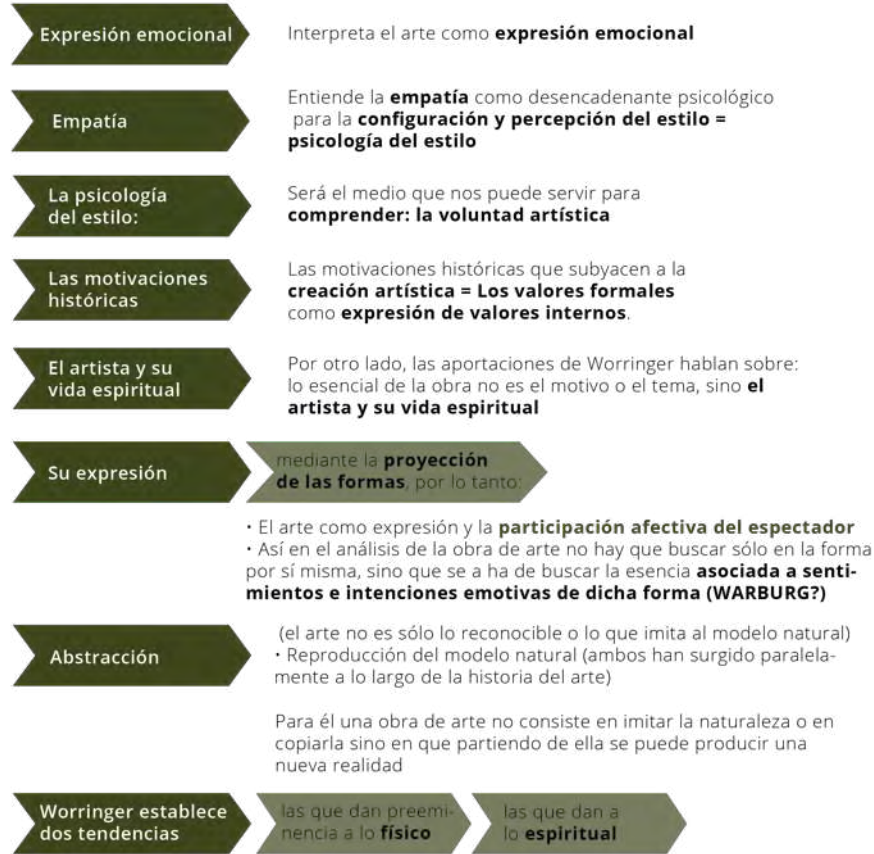 Expresión emocional
Interpreta el arte como expresión emocional
Empatía
Entiende la empatía como desencadenante psicológico
para la configuración y percepción del estilo =
psicología del estilo
La psicología
del estilo:
Será el medio que nos puede servir para
comprender: la voluntad artística
Las motivaciones
históricas
Las motivaciones históricas que subyacen a la
creación artística = Los valores formales
como expresión de valores internos.
El artista y su
vida espiritual
Por otro lado, las aportaciones de Worringer hablan sobre:
lo esencial de la obra no es el motivo o el tema, sino el
artista y su vida espiritual
Su expresión
mediante la proyección
de las formas, por lo tanto:
· El arte como expresión y la participación afectiva del espectador
· Así en el análisis de la obra de arte no hay que buscar sólo en la forma
por sí misma, sino que se a ha de buscar la esencia asociada a senti-
mientos e intenciones emotivas de dicha forma (WARBURG?)
Abstracción
(el arte no es sólo lo reconocible o lo que imita al modelo natural)
· Reproducción del modelo natural (ambos han surgido paralela-
mente a lo largo de la historia del arte)
Para él una obra de arte no consiste en imitar la naturaleza o en
copiarla sino en que partiendo de ella se puede producir una
nueva realidad
Worringer establece
dos tendencias
las que dan preemi-
nencia a lo físico
las que dan a
lo espiritual